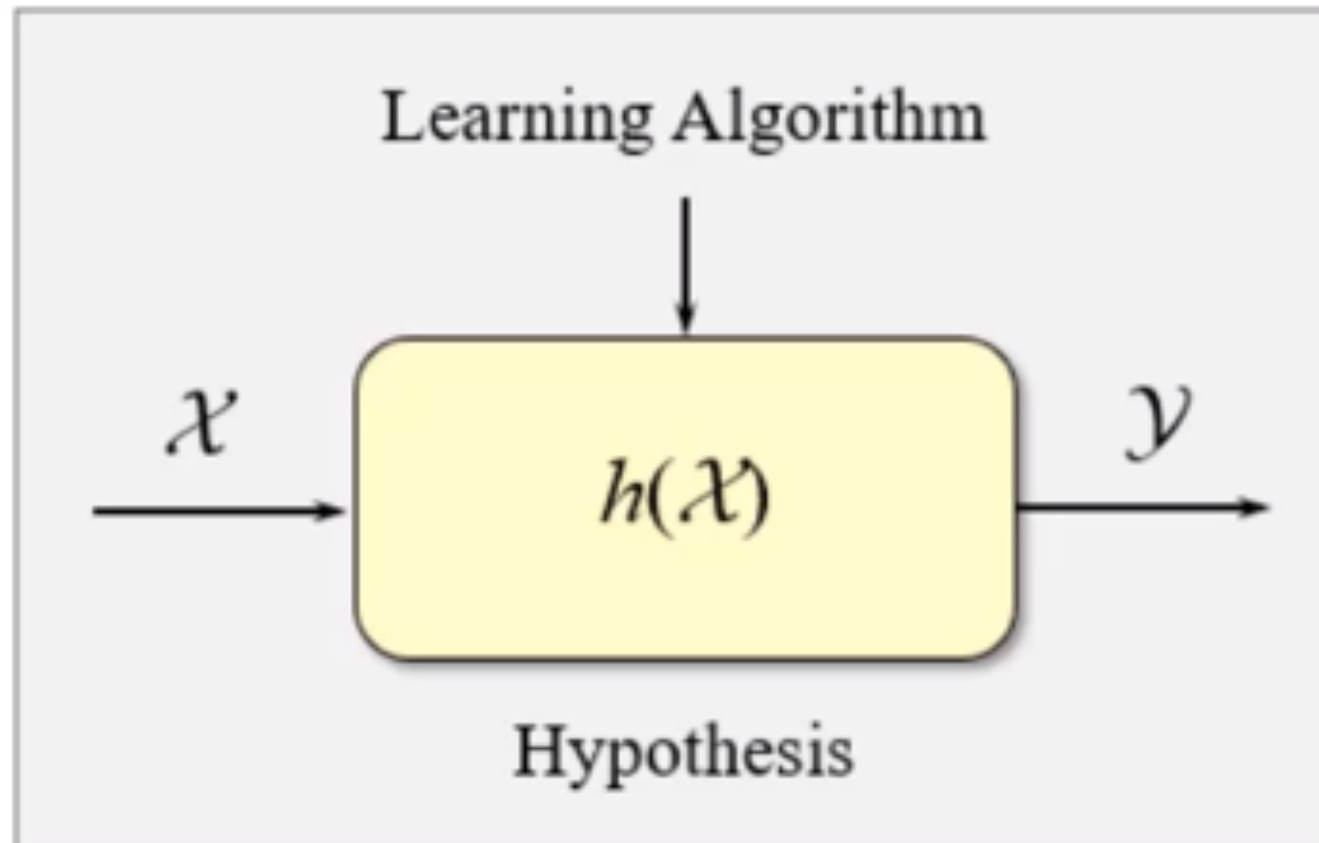 Learning Algorithm
𝒳
h(𝒳)
𝒴
Hypothesis